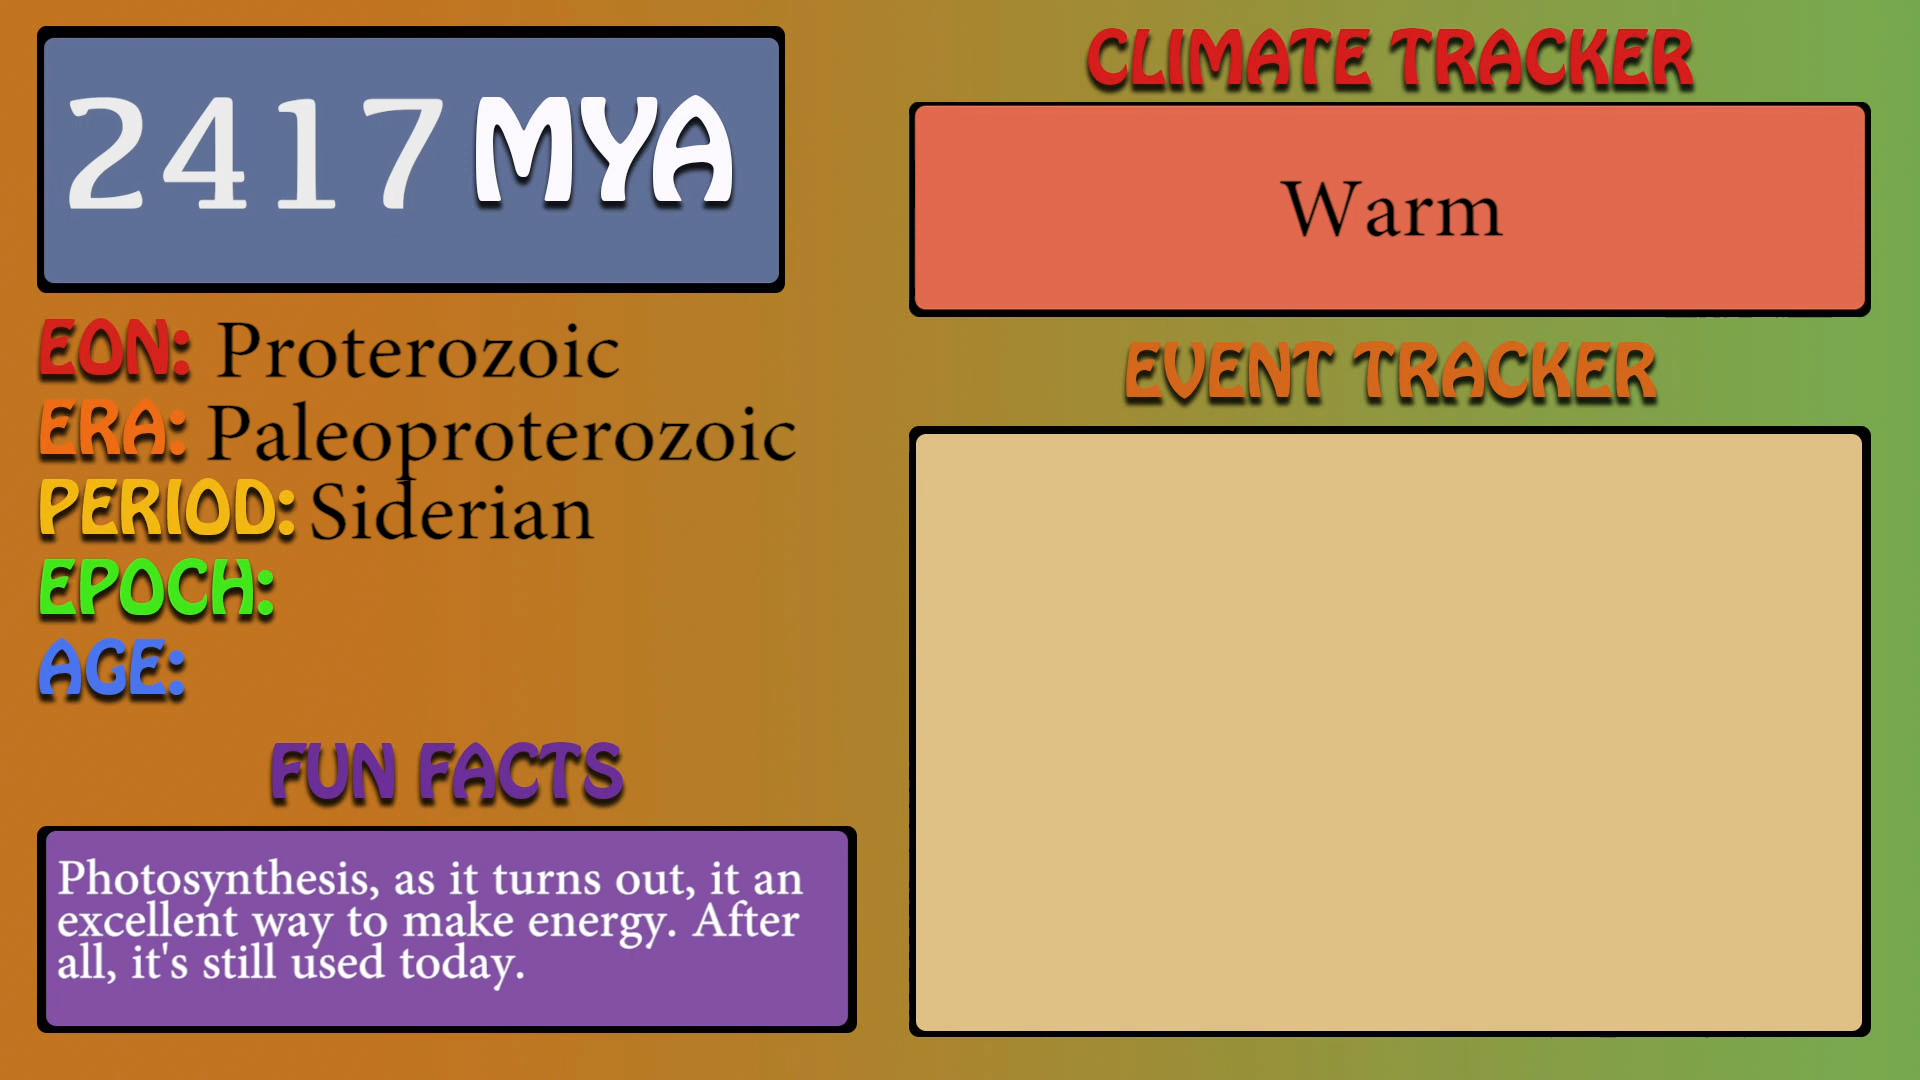 2417 MYA
EON: Proterozoic
ERA: Paleoproterozoic
PERIOD: Siderian
EPOCH:
AGE:
FUN FACTS
Photosynthesis, as it turns out, it an
excellent way to make energy. After
all, it's still used today.
CLIMATE TRACKER
Warm
EVENT TRACKER